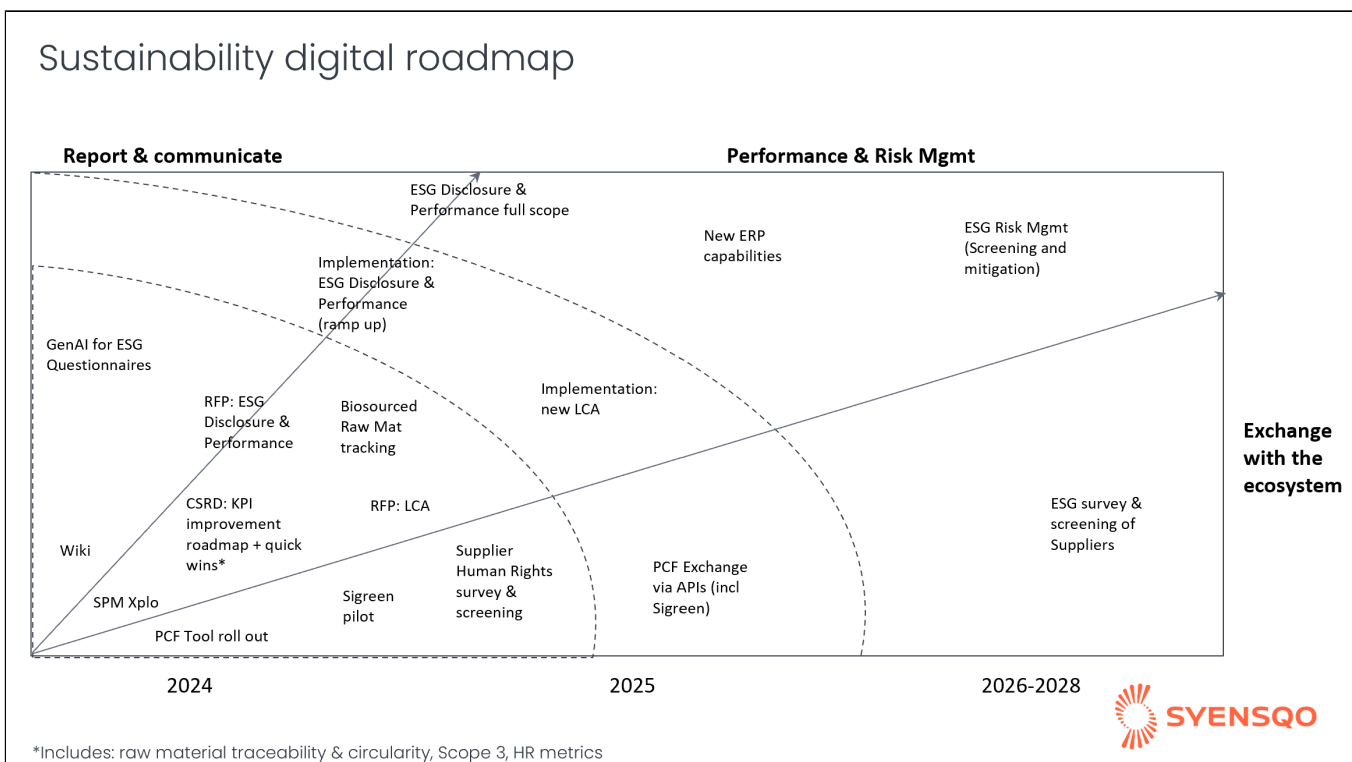 Sustainability digital roadmap
Report & communicate
Performance & Risk Mgmt
ESG Disclosure &
Performance full scope
New ERP
capabilities
ESG Risk Mgmt
(Screening and
mitigation)
Implementation:
ESG Disclosure &
Performance
(ramp up)
GenAI for ESG
Questionnaires
RFP: ESG
Disclosure &
Performance
Biosourced
Raw Mat
tracking
Implementation:
new LCA
Exchange
with the
ecosystem
CSRD: KPI
improvement
roadmap + quick
wins*
RFP: LCA
ESG survey &
screening of
Suppliers
Wiki
SPM Xplo
Supplier
Human Rights
survey &
screening
PCF Exchange
via APIs (incl
Sigreen)
Sigreen
pilot
PCF Tool roll out
2024
2025
2026-2028
SYENSQO
*Includes: raw material traceability & circularity, Scope 3, HR metrics